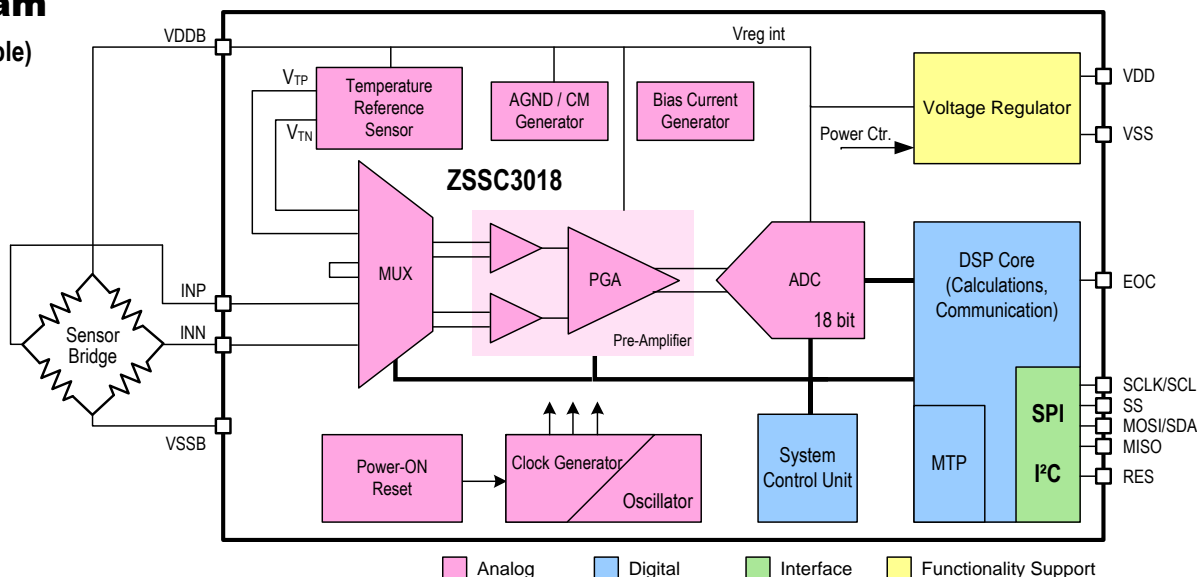 am
ple)
VDDB
Vreg int
VTP
VTN
Temperature
Reference
Sensor
AGND / CM
Generator
Bias Current
Generator
Voltage Regulator
VDD
VSS
Power Ctr.
ZSSC3018
MUX
PGA
Pre-Amplifier
ADC
18 bit
DSP Core
(Calculations,
Communication)
EOC
INP
INN
Sensor
Bridge
VSSB
Power-ON
Reset
Clock Generator
Oscillator
System
Control Unit
MTP
SPI
I²C
SCLK/SCL
SS
MOSI/SDA
MISO
RES
Analog
Digital
Interface
Functionality Support